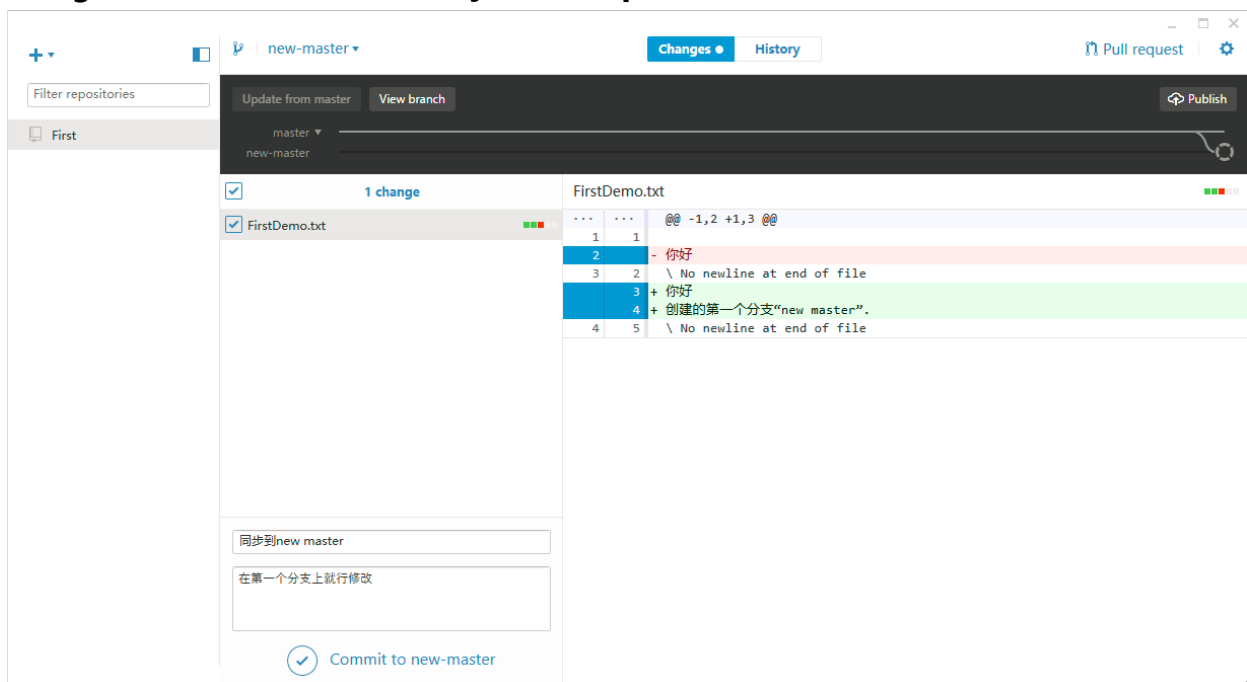 new-master
Changes
History
Pull request
Filter repositories
Update from master
View branch
Publish
First
master
new-master
1 change
FirstDemo.txt
FirstDemo.txt
... ... @@ -1,2 +1,3 @@
1 1
2 - 你好
3 2 \ No newline at end of file
3 + 你好
4 + 创建的第一个分支“new master”.
4 5 \ No newline at end of file
同步到new master
在第一个分支上就行修改
Commit to new-master